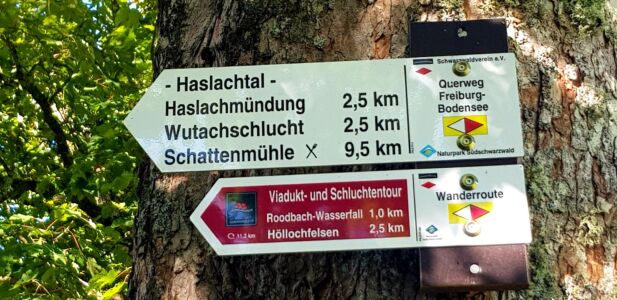 - Haslachtal -
Haslachmündung 2,5 km
Wutachschlucht 2,5 km
Schattenmühle 9,5 km
Schwarzwaldverein e.V.
Querweg
Freiburg-
Bodensee
Naturpark Südschwarzwald
Viadukt- und Schluchtentour
Roodbach-Wasserfall 1,0 km
Höllochfelsen 2,5 km
11,2 km
Wanderroute